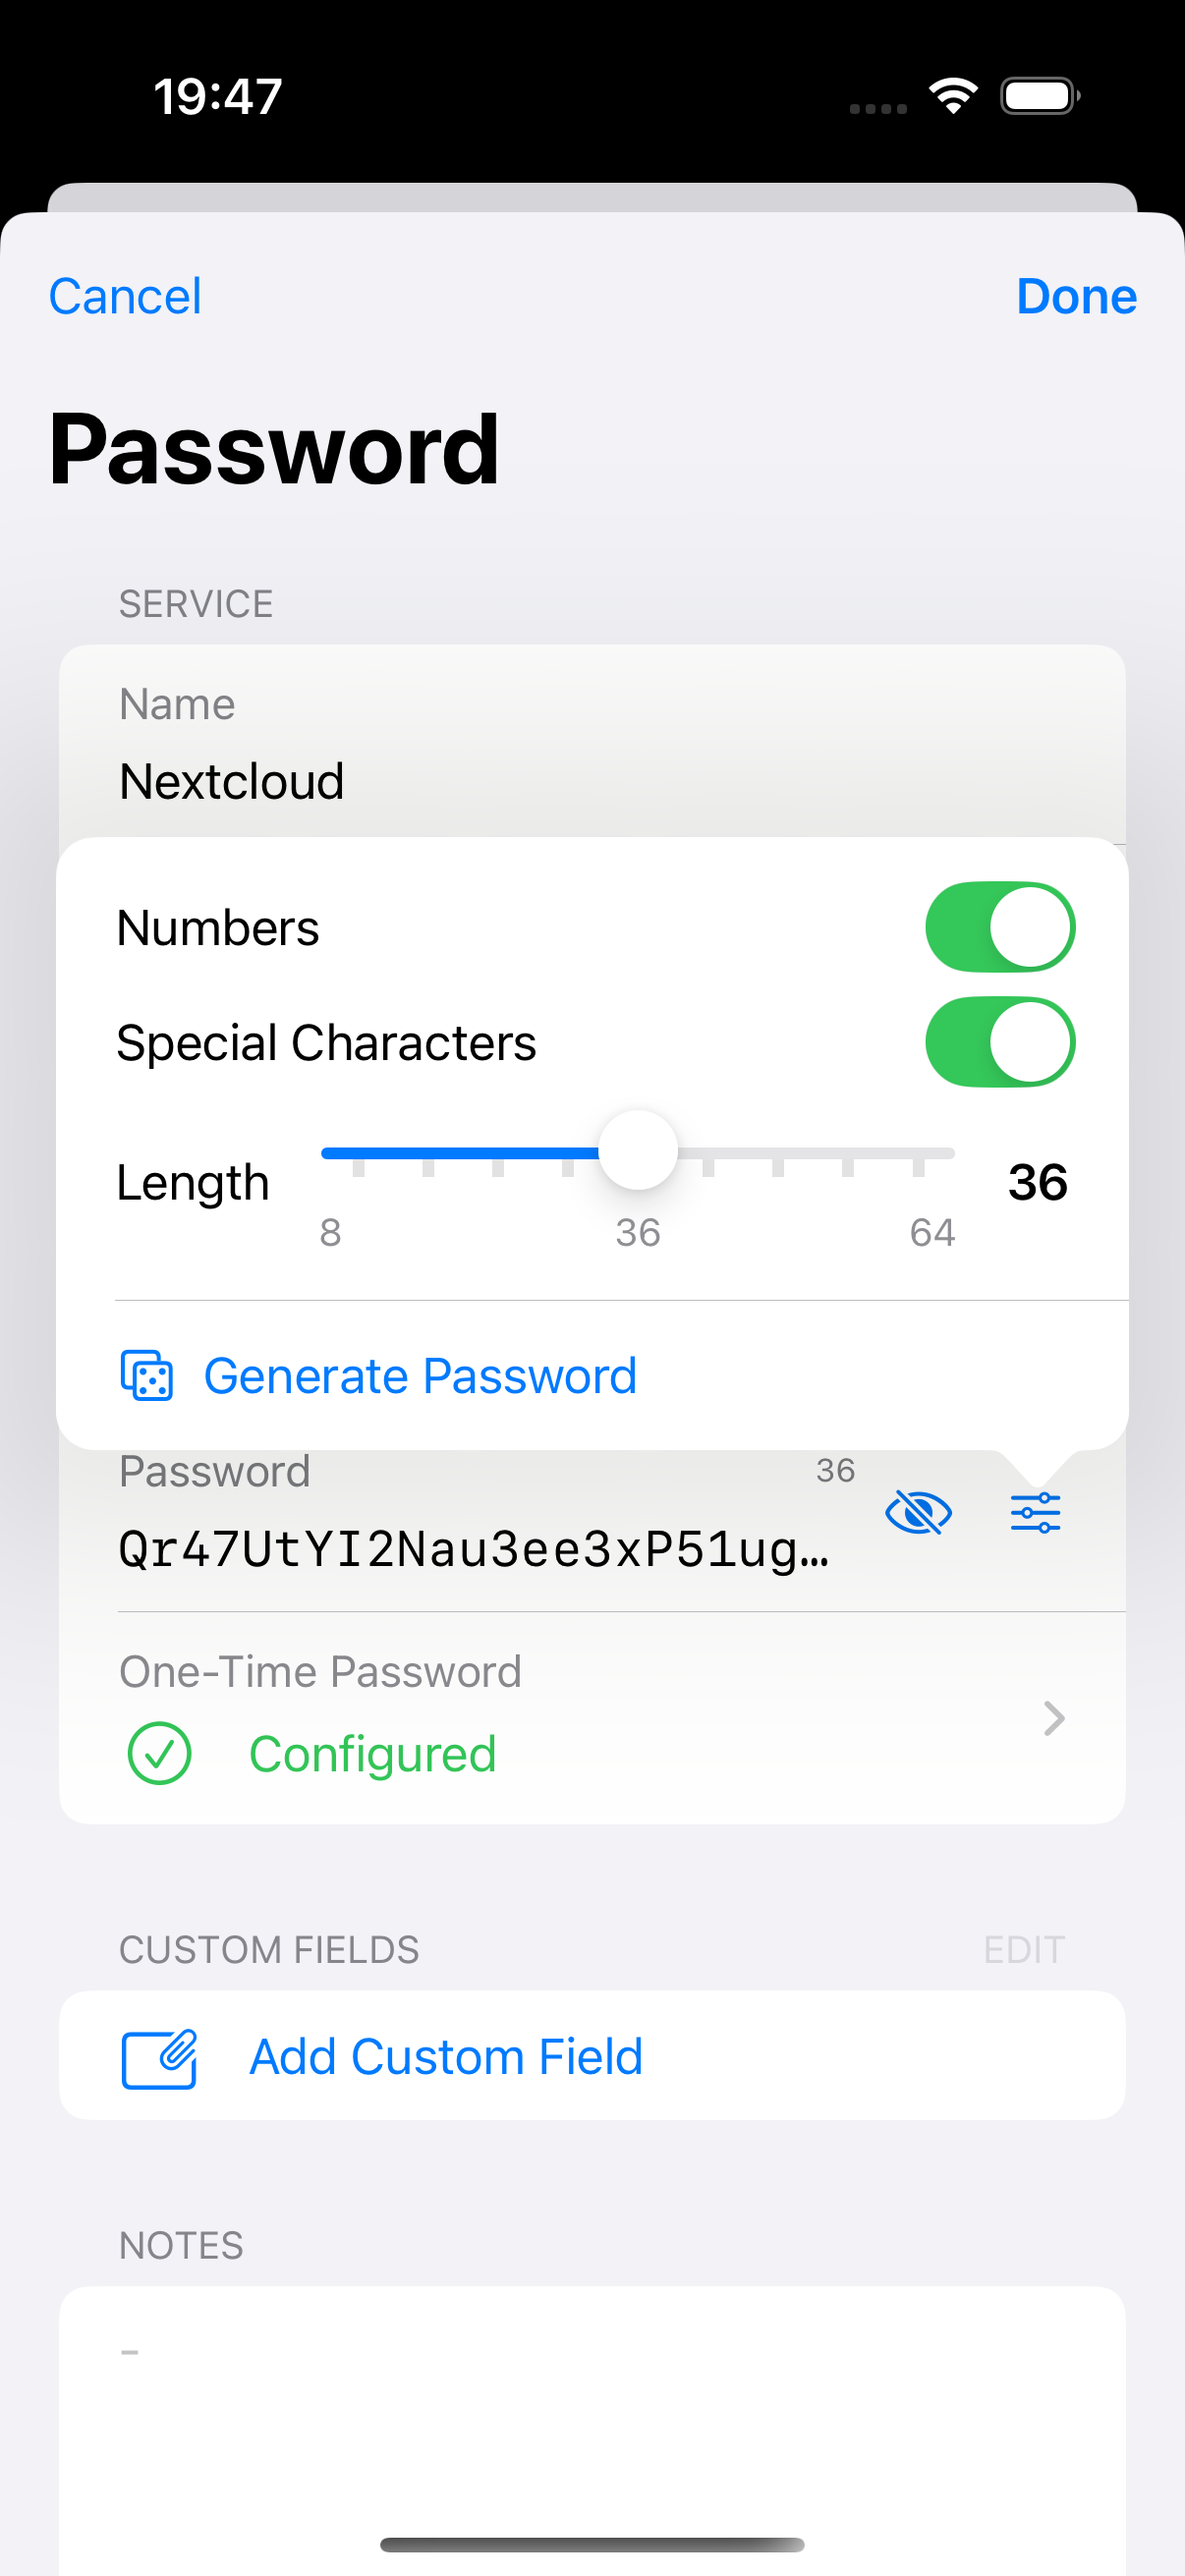 19:47
Cancel
Done
Password
SERVICE
Name
Nextcloud
Numbers
Special Characters
Length
36
8 36 64
Generate Password
Password
36
Qr47UtYI2Nau3ee3xP51ug…
One-Time Password
Configured
CUSTOM FIELDS
EDIT
Add Custom Field
NOTES
-